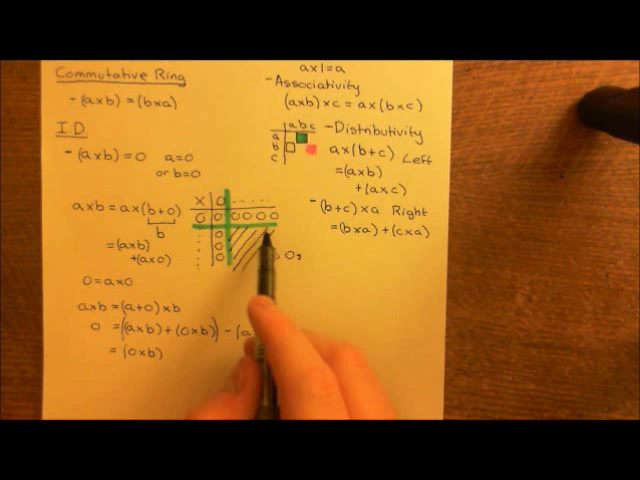 Commutative Ring
- (a×b) = (b×a)
I.D.
- (a×b) = 0 a=0
or b=0
a×b = a×(b+0)
b
= (a×b)
+ (a×0)
0 = a×0
a×b = (a+0)×b
0 = ((a×b) + (0×b)) - (a
= (0×b)
× 0 . . . .
0 0 0 0 0 0
0
0
0
0s
a×1 = a
- Associativity
(a×b)×c = a×(b×c)
a b c
a
b
c
- Distributivity
a×(b+c) Left
= (a×b)
+ (a×c)
- (b+c)×a Right
= (b×a) + (c×a)